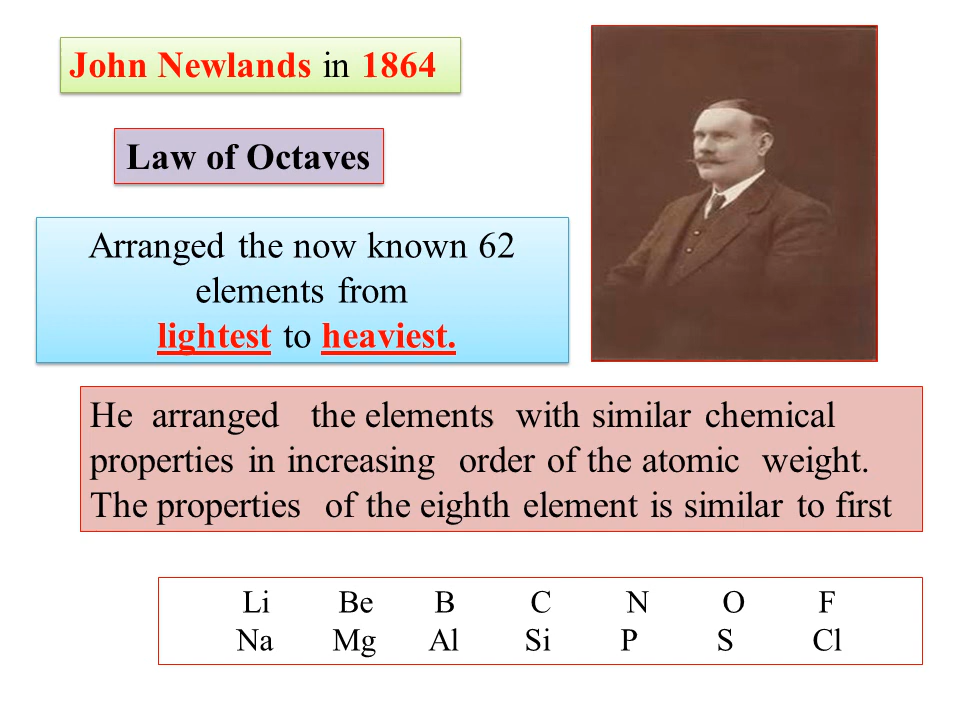 John Newlands in 1864
Law of Octaves
Arranged the now known 62
elements from
lightest to heaviest.
He arranged the elements with similar chemical
properties in increasing order of the atomic weight.
The properties of the eighth element is similar to first
Li Be B C N O F
Na Mg Al Si P S Cl